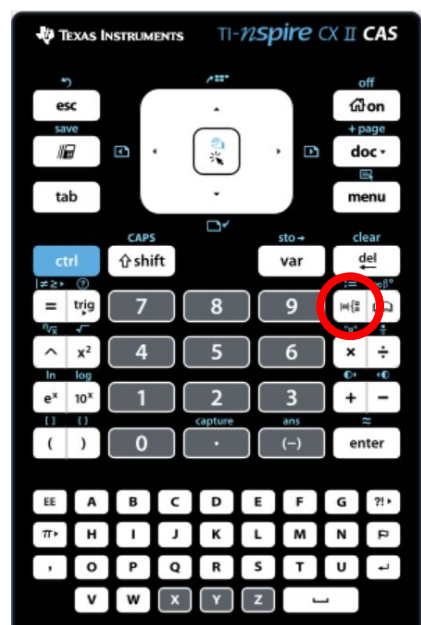 TEXAS INSTRUMENTS TI-nspire CX II CAS
off
esc on
save + page
doc
tab menu
CAPS sto→ clear
ctrl shift var del
|≠≥▸ ? := ∞β°
= trig 7 8 9 |▫|{▫
ⁿ√x √ "▫" ÷
^ x² 4 5 6 × ÷
ln log
eˣ 10ˣ 1 2 3 + −
[ ] { } capture ans ≈
( ) 0 . (−) enter
EE A B C D E F G ?!▸
π▸ H I J K L M N
, O P Q R S T U ↵
V W X Y Z